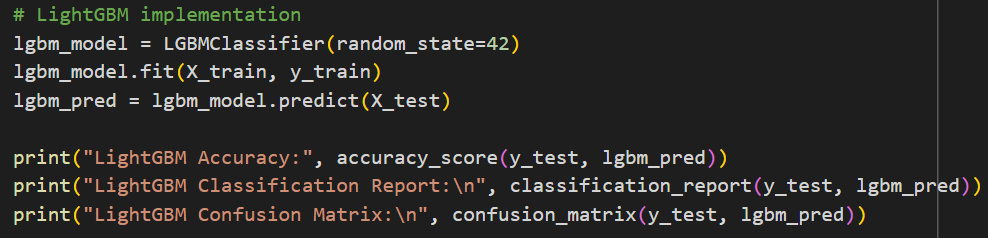 # LightGBM implementation
lgbm_model = LGBMClassifier(random_state=42)
lgbm_model.fit(X_train, y_train)
lgbm_pred = lgbm_model.predict(X_test)
print("LightGBM Accuracy:", accuracy_score(y_test, lgbm_pred))
print("LightGBM Classification Report:\n", classification_report(y_test, lgbm_pred))
print("LightGBM Confusion Matrix:\n", confusion_matrix(y_test, lgbm_pred))